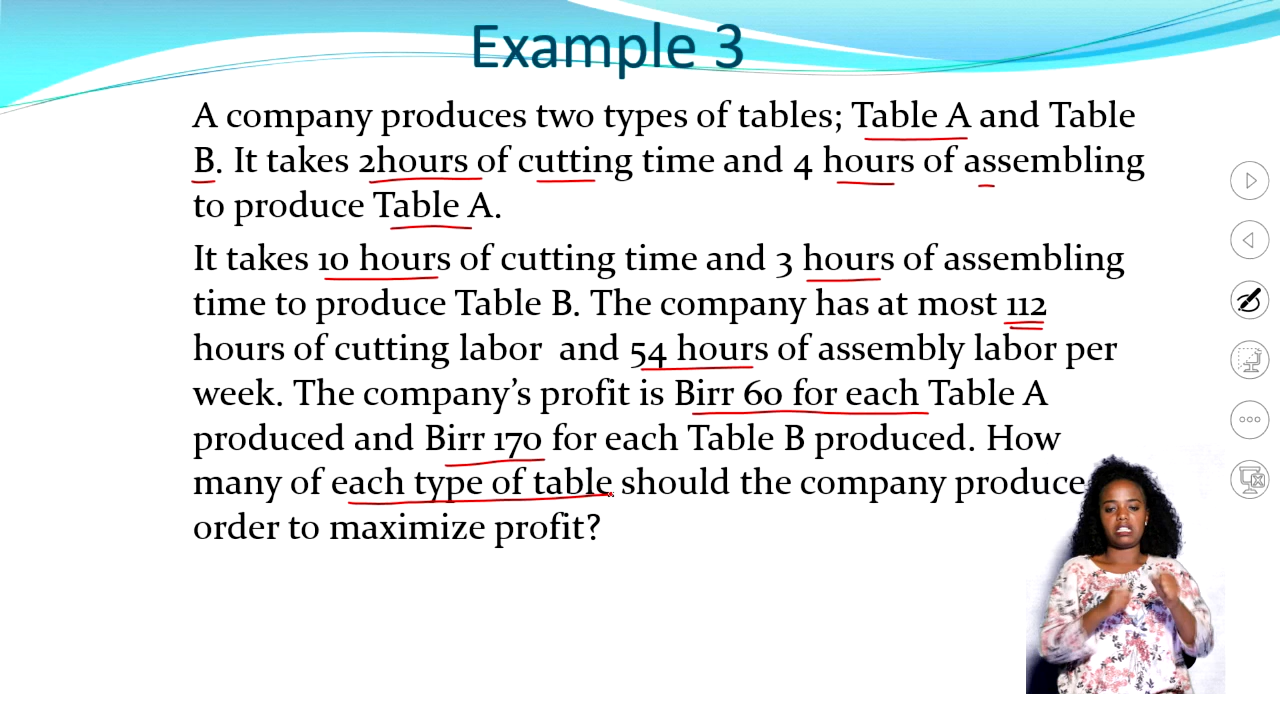 Example 3
A company produces two types of tables; Table A and Table
B. It takes 2hours of cutting time and 4 hours of assembling
to produce Table A.
It takes 10 hours of cutting time and 3 hours of assembling
time to produce Table B. The company has at most 112
hours of cutting labor and 54 hours of assembly labor per
week. The company’s profit is Birr 60 for each Table A
produced and Birr 170 for each Table B produced. How
many of each type of table should the company produce
order to maximize profit?